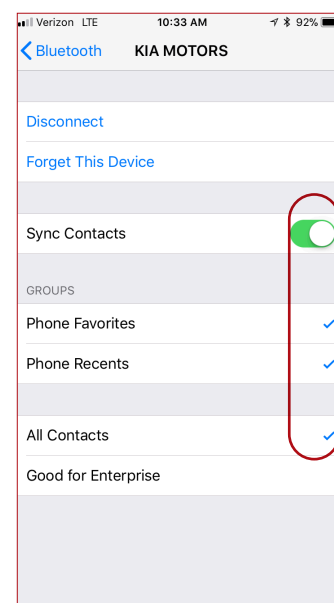 Verizon LTE 10:33 AM 92%
Bluetooth KIA MOTORS
Disconnect
Forget This Device
Sync Contacts
GROUPS
Phone Favorites
Phone Recents
All Contacts
Good for Enterprise